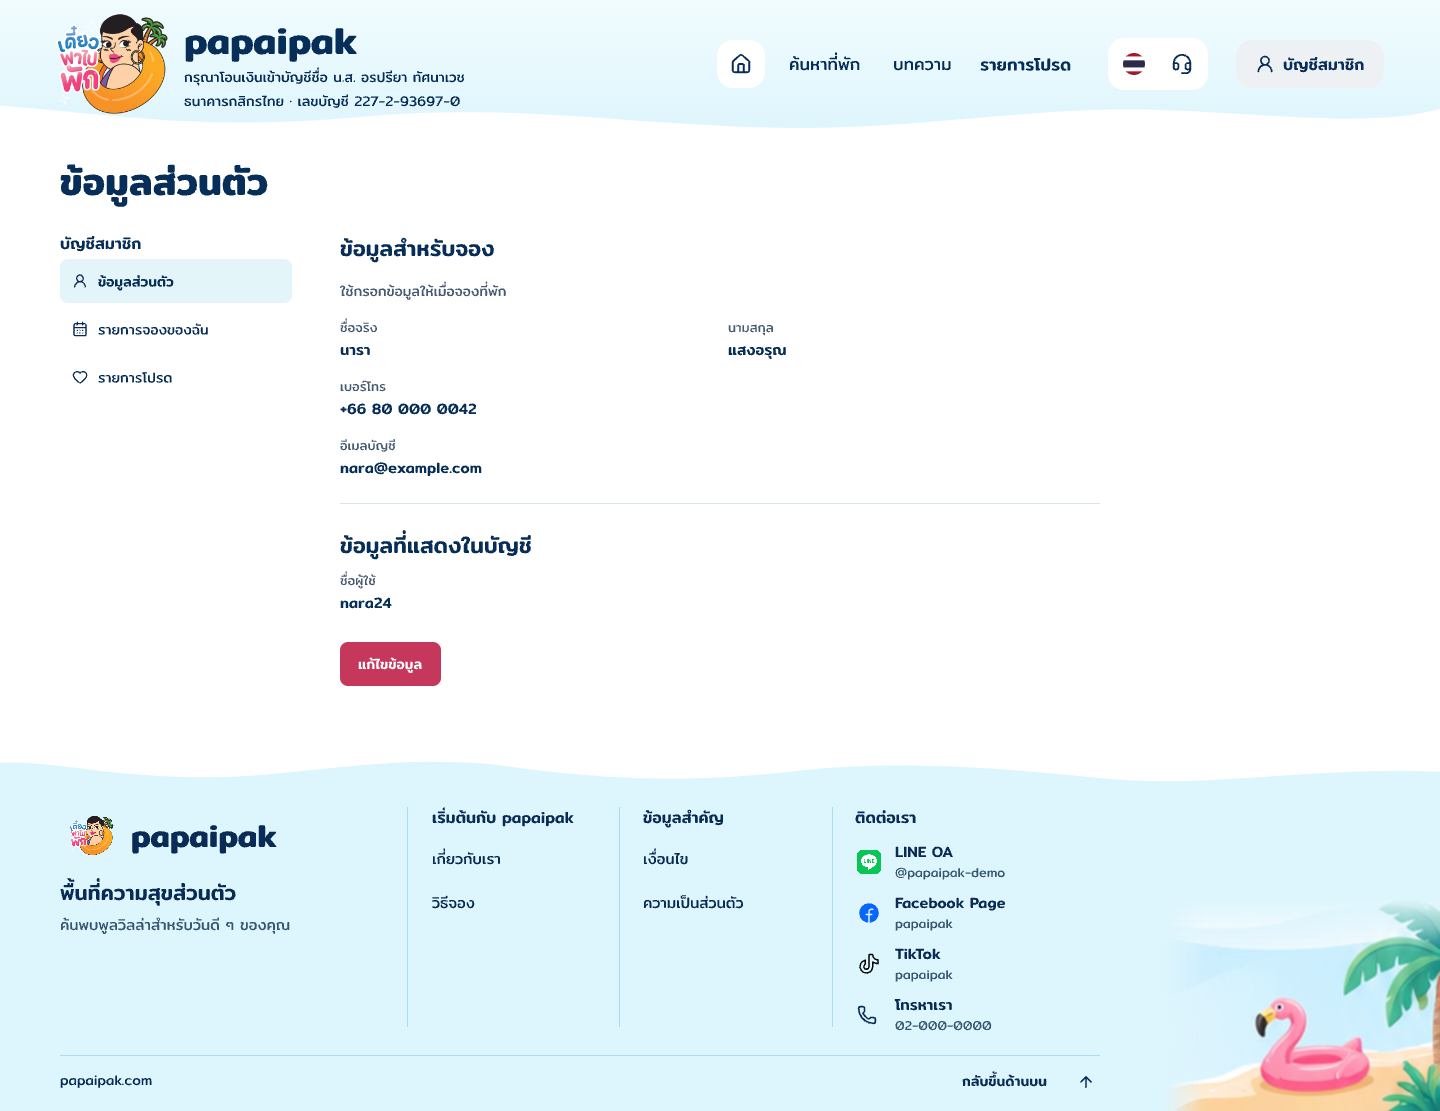 เดี๋ยว
พาไป
พัก
papaipak
กรุณาโอนเงินเข้าบัญชีชื่อ น.ส. อรปรียา ทัศนาเวช
ธนาคารกสิกรไทย · เลขบัญชี 227-2-93697-0
ค้นหาที่พัก
บทความ
รายการโปรด
บัญชีสมาชิก
ข้อมูลส่วนตัว
บัญชีสมาชิก
ข้อมูลส่วนตัว
รายการจองของฉัน
รายการโปรด
ข้อมูลสำหรับจอง
ใช้กรอกข้อมูลให้เมื่อจองที่พัก
ชื่อจริง
นารา
นามสกุล
แสงอรุณ
เบอร์โทร
+66 80 000 0042
อีเมลบัญชี
nara@example.com
ข้อมูลที่แสดงในบัญชี
ชื่อผู้ใช้
nara24
แก้ไขข้อมูล
เดี๋ยว
พาไป
พัก
papaipak
พื้นที่ความสุขส่วนตัว
ค้นพบพูลวิลล่าสำหรับวันดี ๆ ของคุณ
เริ่มต้นกับ papaipak
เกี่ยวกับเรา
วิธีจอง
ข้อมูลสำคัญ
เงื่อนไข
ความเป็นส่วนตัว
ติดต่อเรา
LINE
LINE OA
@papaipak-demo
Facebook Page
papaipak
TikTok
papaipak
โทรหาเรา
02-000-0000
papaipak.com
กลับขึ้นด้านบน